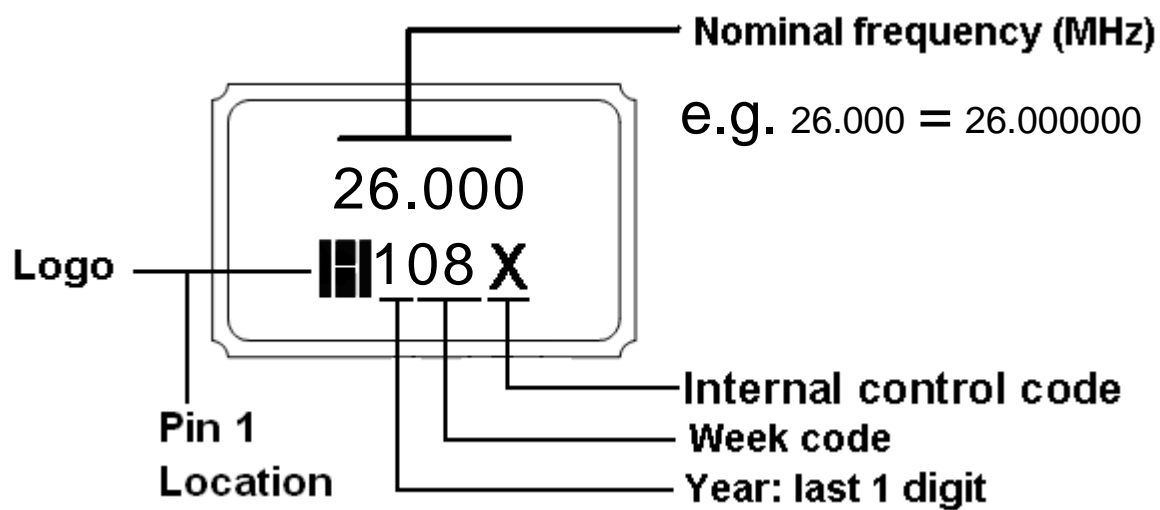 Nominal frequency (MHz)
e.g. 26.000 = 26.000000
26.000
108 X
Logo
Internal control code
Pin 1
Week code
Location
Year: last 1 digit